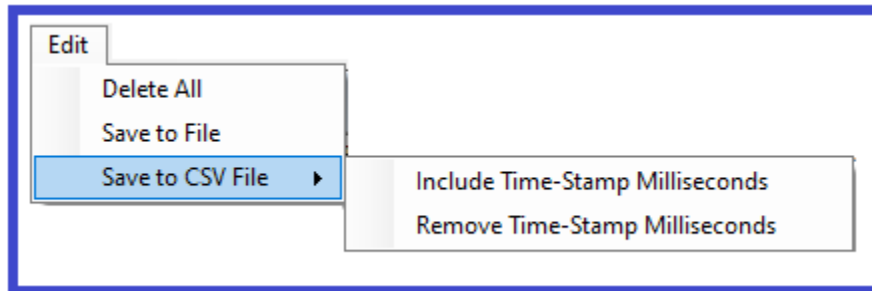 Edit
Delete All
Save to File
Save to CSV File
Include Time-Stamp Milliseconds
Remove Time-Stamp Milliseconds